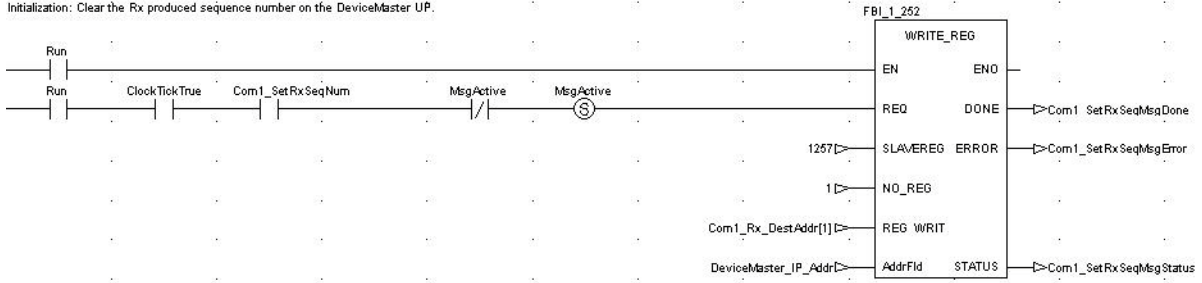 Initialization: Clear the Rx produced sequence number on the DeviceMaster UP.
FBI_1_252
WRITE_REG
Run
EN ENO
Run ClockTickTrue Com1_SetRxSeqNum MsgActive MsgActive
S
REQ DONE Com1_SetRxSeqMsgDone
1257 SLAVEREG ERROR Com1_SetRxSeqMsgError
1 NO_REG
Com1_Rx_DestAddr[1] REG_WRIT
DeviceMaster_IP_Addr AddrFld STATUS Com1_SetRxSeqMsgStatus